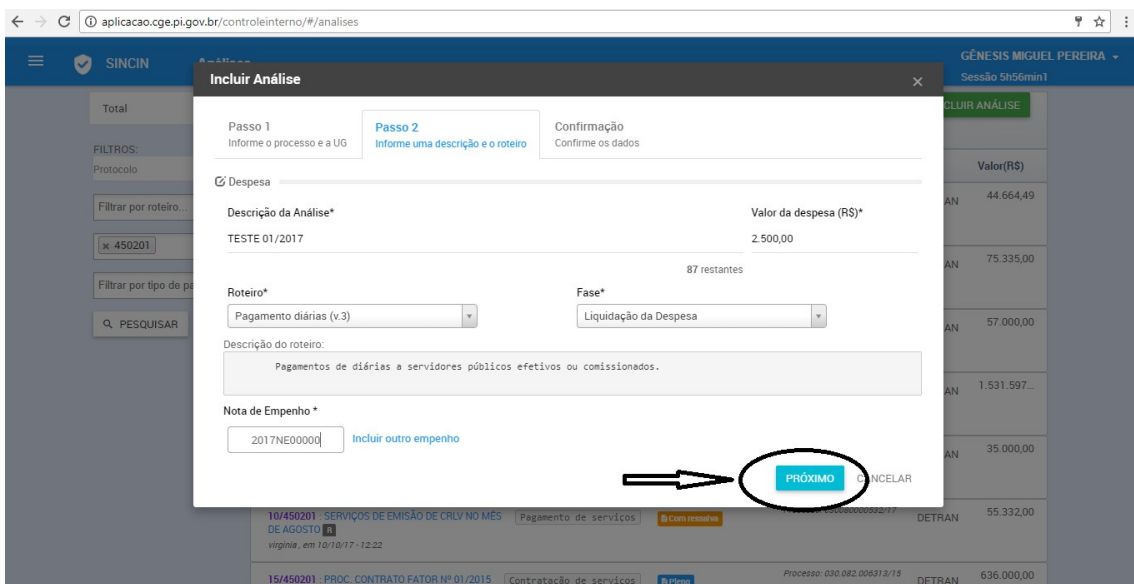 aplicacao.cge.pi.gov.br/controleinterno/#/analises
SINCIN
Análises
GÊNESIS MIGUEL PEREIRA
Sessão 5h56min1
Incluir Análise
×
Total
CLUIR ANÁLISE
Passo 1
Informe o processo e a UG
Passo 2
Informe uma descrição e o roteiro
Confirmação
Confirme os dados
FILTROS:
Protocolo
Valor(R$)
Despesa
Filtrar por roteiro...
AN
44.664,49
Descrição da Análise*
Valor da despesa (R$)*
TESTE 01/2017
2.500,00
× 450201
87 restantes
AN
75.335,00
Filtrar por tipo de pa
Roteiro*
Fase*
Pagamento diárias (v.3)
Liquidação da Despesa
PESQUISAR
AN
57.000,00
Descrição do roteiro:
Pagamentos de diárias a servidores públicos efetivos ou comissionados.
AN
1.531.597...
Nota de Empenho *
2017NE00000
Incluir outro empenho
AN
35.000,00
PRÓXIMO
CANCELAR
10/450201 : SERVIÇOS DE EMISÃO DE CRLV NO MÊS
DE AGOSTO R
Pagamento de serviços
Com ressalva
DETRAN
55.332,00
virginia , em 10/10/17 - 12:22
15/450201 : PROC. CONTRATO FATOR Nº 01/2015
Contratação de serviços
Pleno
Processo: 030.082.006313/15
DETRAN
636.000,00